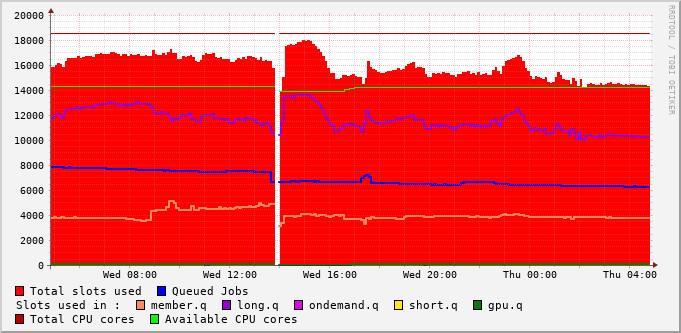 20000
18000
16000
14000
12000
10000
8000
6000
4000
2000
0
Wed 08:00 Wed 12:00 Wed 16:00 Wed 20:00 Thu 00:00 Thu 04:00
Total slots used Queued Jobs
Slots used in : member.q long.q ondemand.q short.q gpu.q
Total CPU cores Available CPU cores
RRDTOOL / TOBI OETIKER